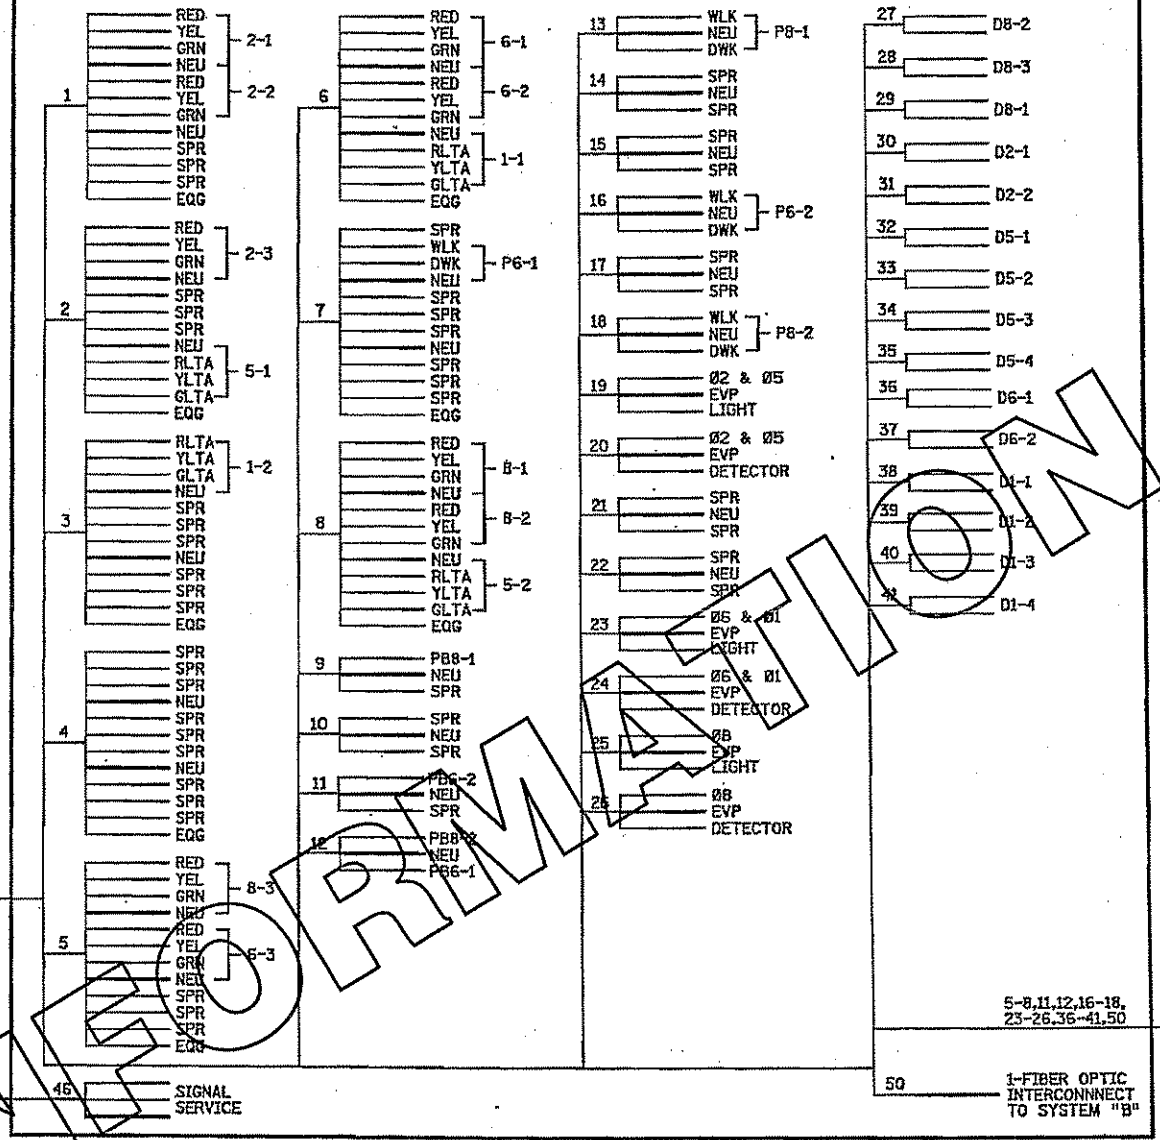 1
RED
YEL
GRN
NEU
2-1
RED
YEL
GRN
2-2
NEU
SPR
SPR
SPR
EQG
2
RED
YEL
GRN
NEU
2-3
SPR
SPR
SPR
NEU
RLTA
YLTA
GLTA
5-1
EQG
3
RLTA
YLTA
GLTA
NEU
1-2
SPR
SPR
SPR
NEU
SPR
SPR
SPR
EQG
4
SPR
SPR
SPR
NEU
SPR
SPR
SPR
NEU
SPR
SPR
SPR
EQG
5
RED
YEL
GRN
NEU
8-3
RED
YEL
GRN
NEU
6-3
SPR
SPR
SPR
EQG
46
SIGNAL
SERVICE
6
RED
YEL
GRN
NEU
6-1
RED
YEL
GRN
6-2
NEU
RLTA
YLTA
GLTA
1-1
EQG
7
SPR
WLK
DWK
NEU
P6-1
SPR
SPR
SPR
NEU
SPR
SPR
SPR
EQG
8
RED
YEL
GRN
NEU
8-1
RED
YEL
GRN
8-2
NEU
RLTA
YLTA
GLTA
5-2
EQG
9
PB8-1
NEU
SPR
10
SPR
NEU
SPR
11
PB6-2
NEU
SPR
12
PB8-2
NEU
PB6-1
13
WLK
NEU
DWK
P8-1
14
SPR
NEU
SPR
15
SPR
NEU
SPR
16
WLK
NEU
DWK
P6-2
17
SPR
NEU
SPR
18
WLK
NEU
DWK
P8-2
19
Ø2 & Ø5
EVP
LIGHT
20
Ø2 & Ø5
EVP
DETECTOR
21
SPR
NEU
SPR
22
SPR
NEU
SPR
23
Ø6 & Ø1
EVP
LIGHT
24
Ø6 & Ø1
EVP
DETECTOR
25
Ø8
EVP
LIGHT
26
Ø8
EVP
DETECTOR
27 D8-2
28 D8-3
29 D8-1
30 D2-1
31 D2-2
32 D5-1
33 D5-2
34 D5-3
35 D5-4
36 D6-1
37 D6-2
38 D1-1
39 D1-2
40 D1-3
41 D1-4
5-8,11,12,16-18,
23-26,36-41,50
50
1-FIBER OPTIC
INTERCONNNECT
TO SYSTEM "B"
FORMATION